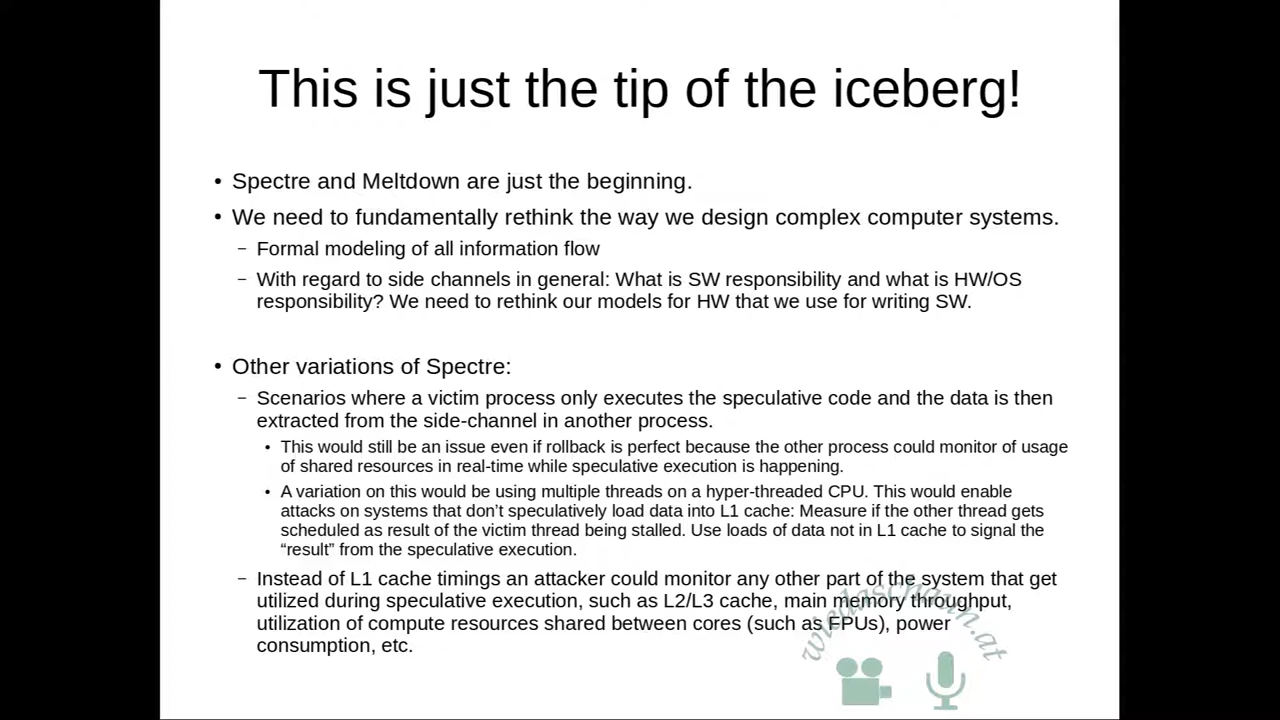 This is just the tip of the iceberg!
• Spectre and Meltdown are just the beginning.
• We need to fundamentally rethink the way we design complex computer systems.
– Formal modeling of all information flow
– With regard to side channels in general: What is SW responsibility and what is HW/OS
responsibility? We need to rethink our models for HW that we use for writing SW.
• Other variations of Spectre:
– Scenarios where a victim process only executes the speculative code and the data is then
extracted from the side-channel in another process.
• This would still be an issue even if rollback is perfect because the other process could monitor of usage
of shared resources in real-time while speculative execution is happening.
• A variation on this would be using multiple threads on a hyper-threaded CPU. This would enable
attacks on systems that don’t speculatively load data into L1 cache: Measure if the other thread gets
scheduled as result of the victim thread being stalled. Use loads of data not in L1 cache to signal the
“result” from the speculative execution.
– Instead of L1 cache timings an attacker could monitor any other part of the system that get
utilized during speculative execution, such as L2/L3 cache, main memory throughput,
utilization of compute resources shared between cores (such as FPUs), power
consumption, etc.
wiedaschaun.at